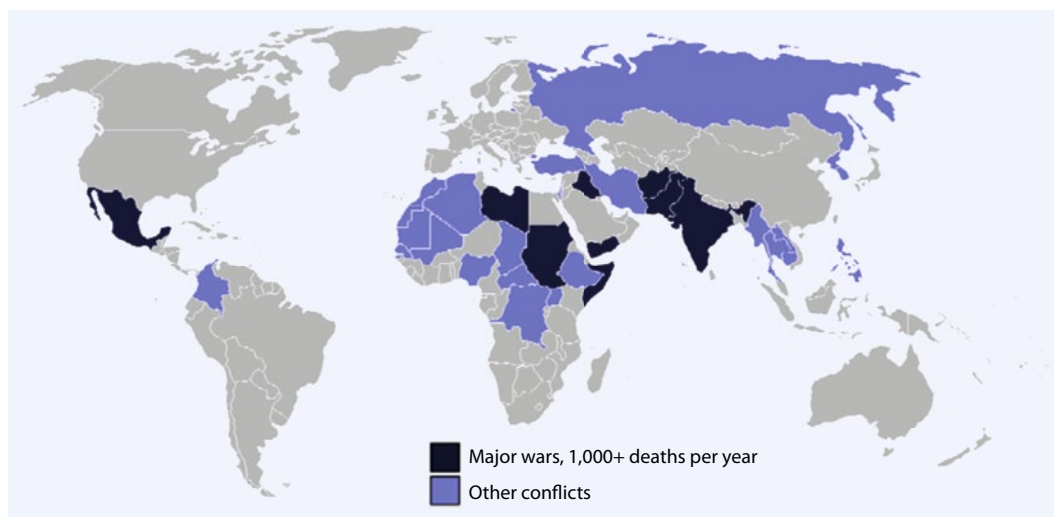 Major wars, 1,000+ deaths per year
Other conflicts